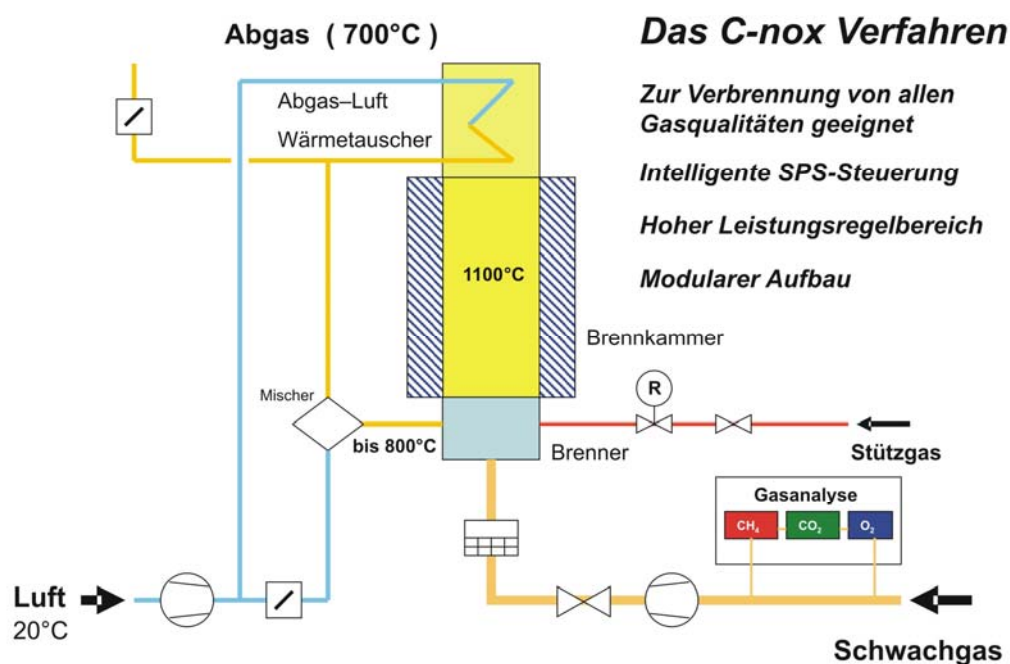 Abgas ( 700°C )
Das C-nox Verfahren
Zur Verbrennung von allen
Gasqualitäten geeignet
Intelligente SPS-Steuerung
Hoher Leistungsregelbereich
Modularer Aufbau
Abgas–Luft
Wärmetauscher
1100°C
Brennkammer
Mischer
R
bis 800°C
Brenner
Stützgas
Gasanalyse
CH₄ CO₂ O₂
Luft
20°C
Schwachgas